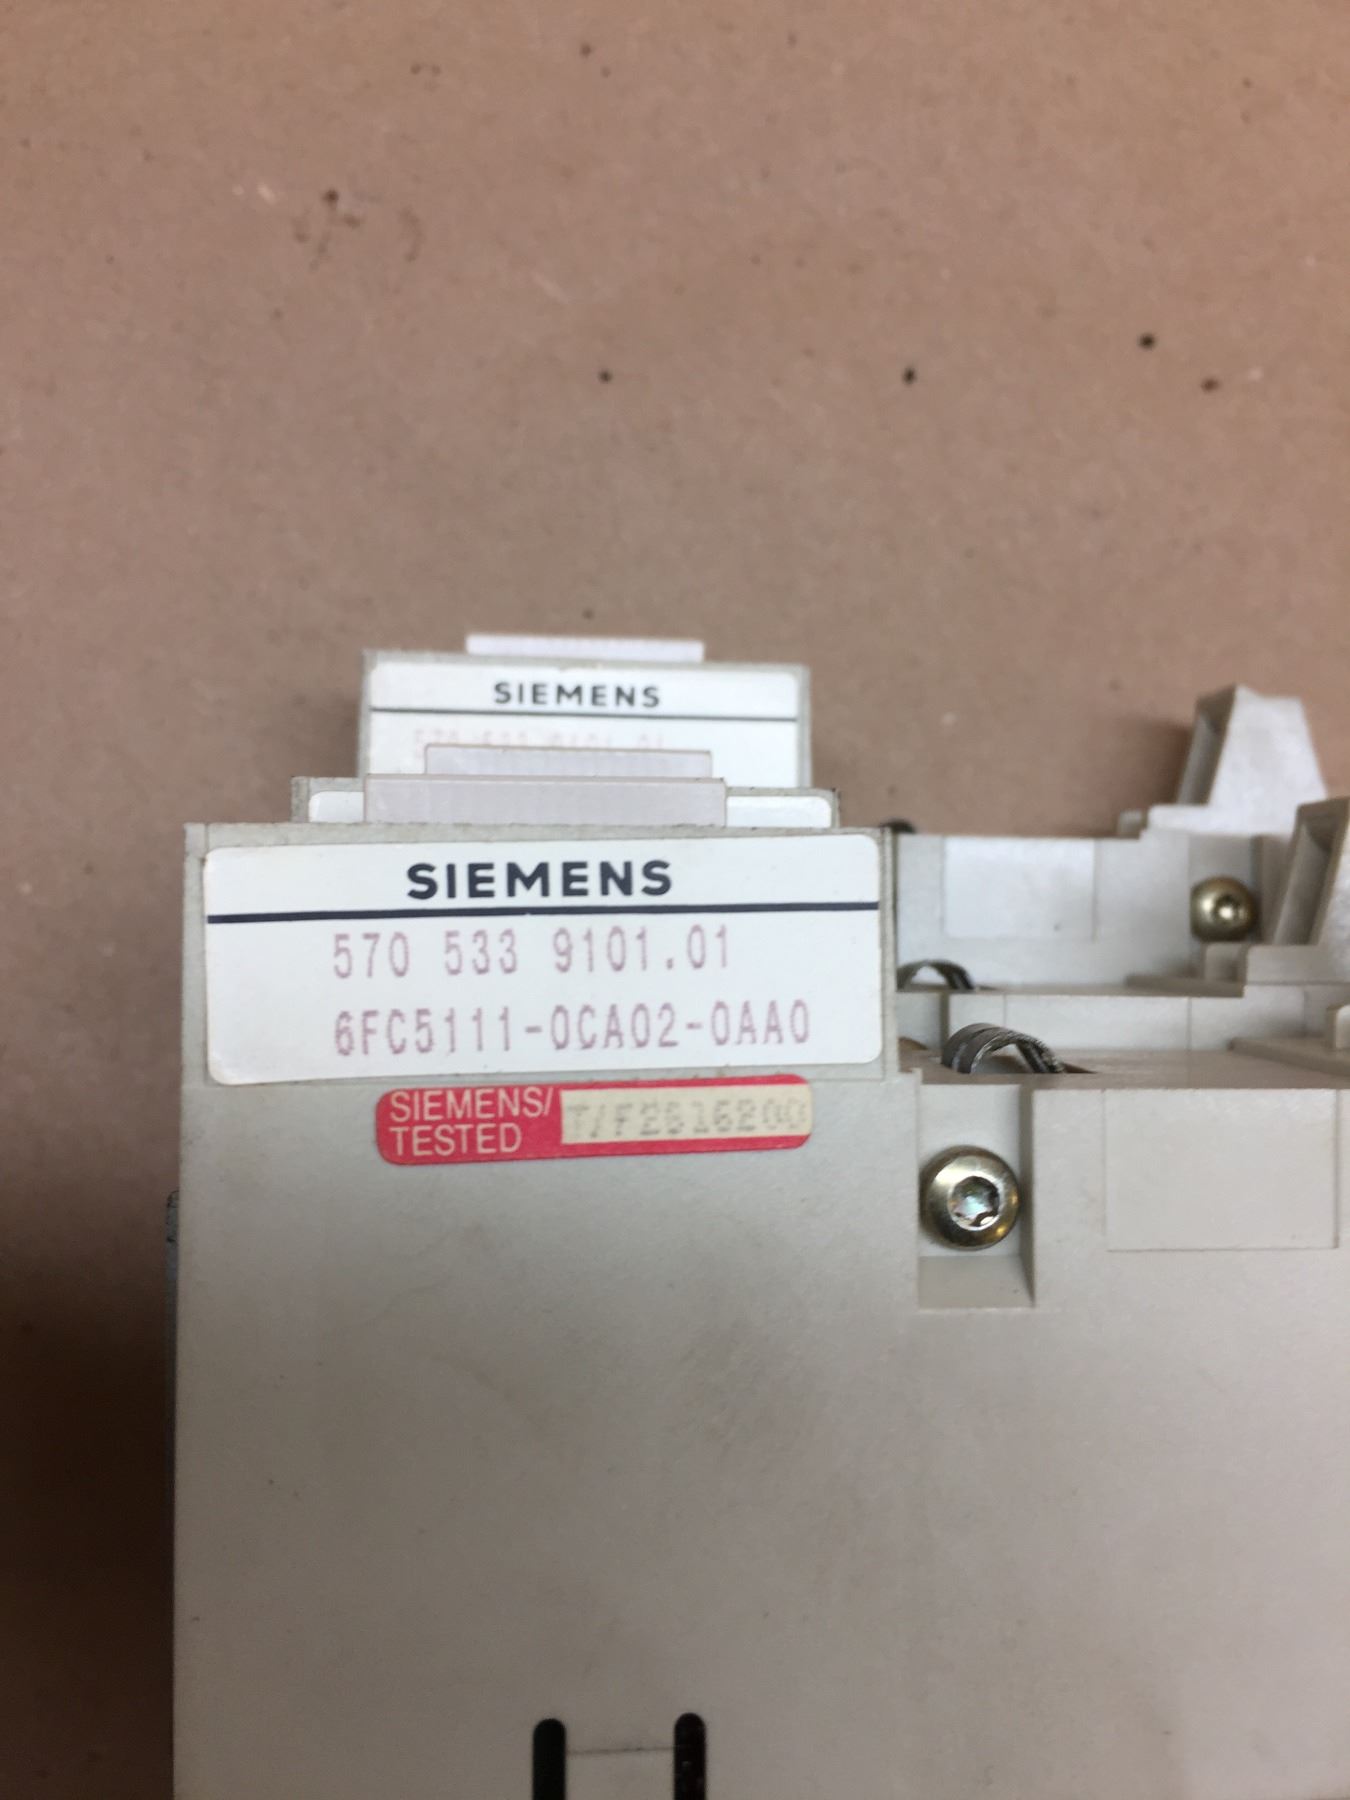 SIEMENS
SIEMENS
570 533 9101.01
6FC5111-0CA02-0AA0
SIEMENS/
TESTED